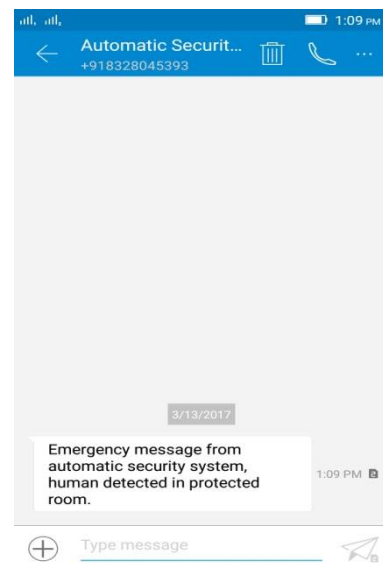 1:09 PM
Automatic Securit...
+918328045393
3/13/2017
Emergency message from
automatic security system,
human detected in protected
room.
1:09 PM
Type message